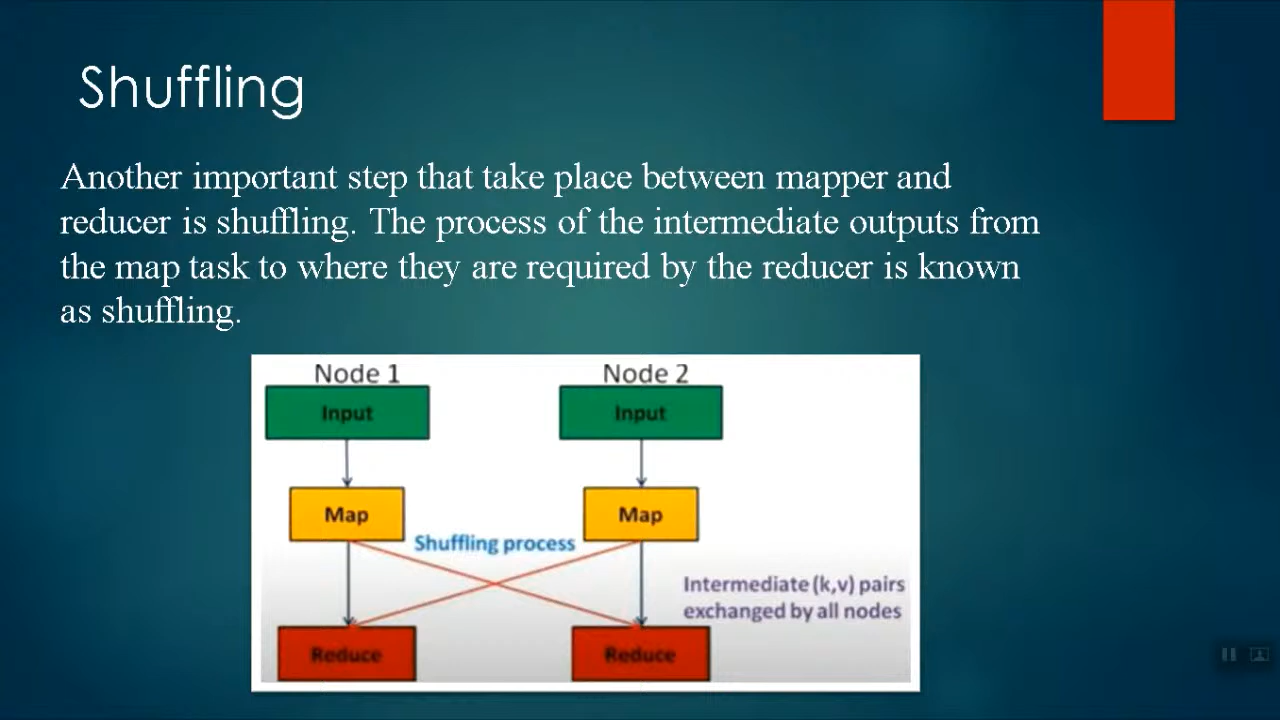 Shuffling
Another important step that take place between mapper and
reducer is shuffling. The process of the intermediate outputs from
the map task to where they are required by the reducer is known
as shuffling.
Node 1
Node 2
Input
Input
Map
Map
Shuffling process
Intermediate (k,v) pairs
exchanged by all nodes
Reduce
Reduce